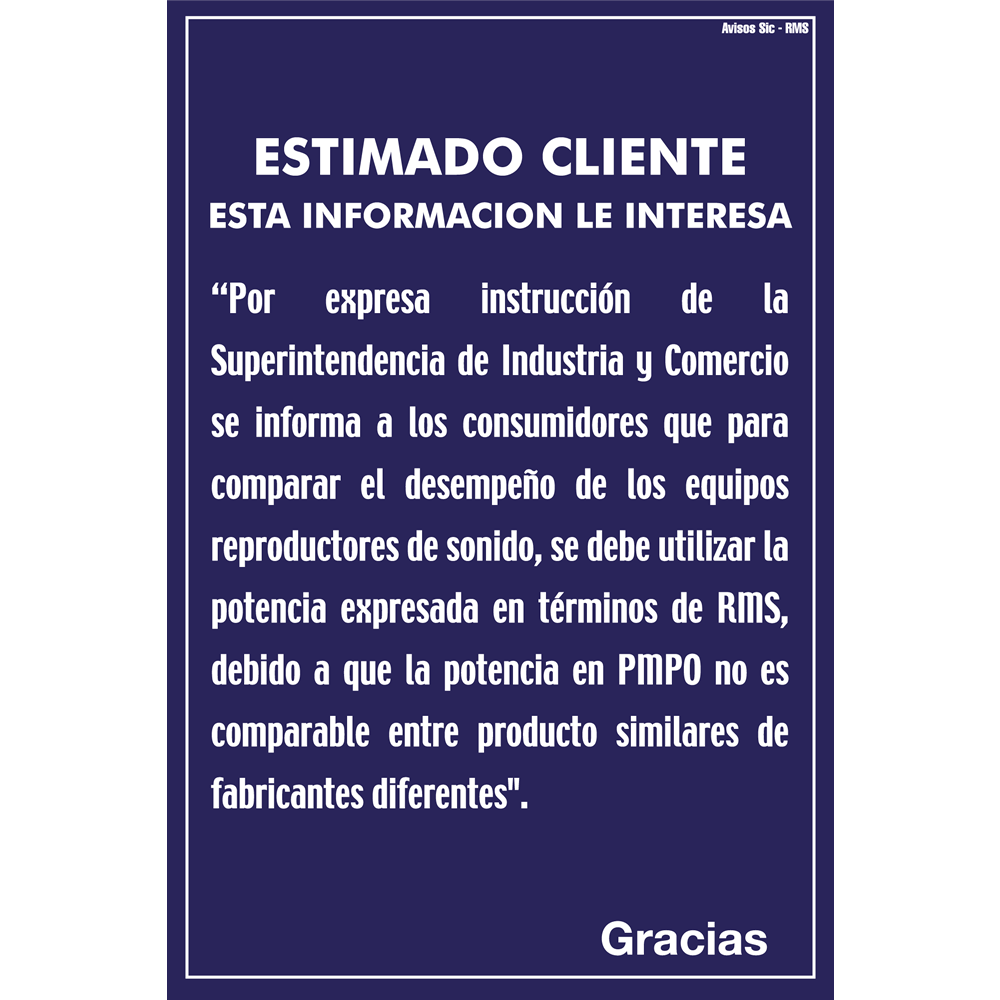 Avisos Sic - RMS
ESTIMADO CLIENTE
ESTA INFORMACION LE INTERESA
“Por expresa instrucción de la
Superintendencia de Industria y Comercio
se informa a los consumidores que para
comparar el desempeño de los equipos
reproductores de sonido, se debe utilizar la
potencia expresada en términos de RMS,
debido a que la potencia en PMPO no es
comparable entre producto similares de
fabricantes diferentes".
Gracias